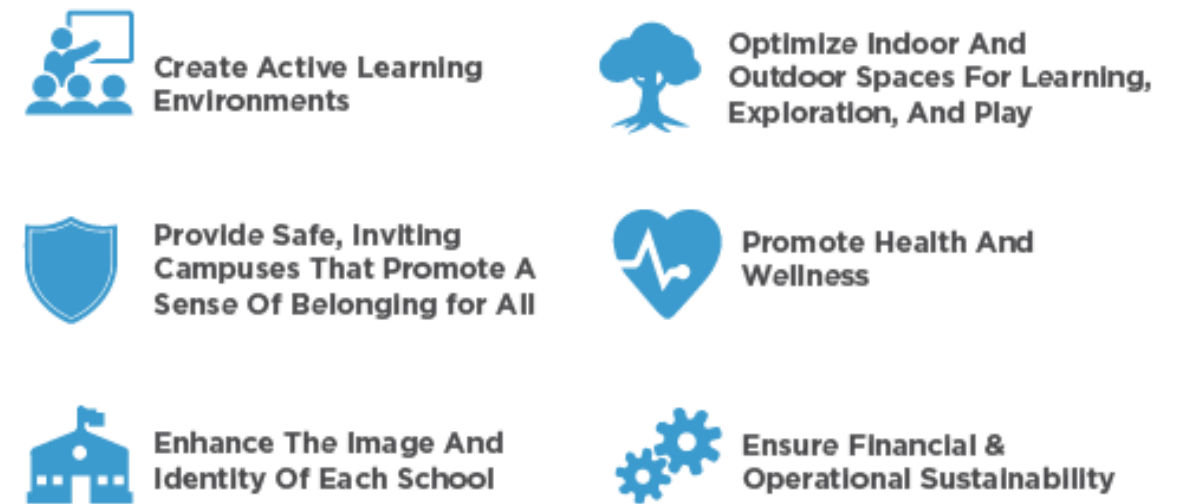 Create Active Learning
Environments
Optimize Indoor And
Outdoor Spaces For Learning,
Exploration, And Play
Provide Safe, Inviting
Campuses That Promote A
Sense Of Belonging for All
Promote Health And
Wellness
Enhance The Image And
Identity Of Each School
Ensure Financial &
Operational Sustainability